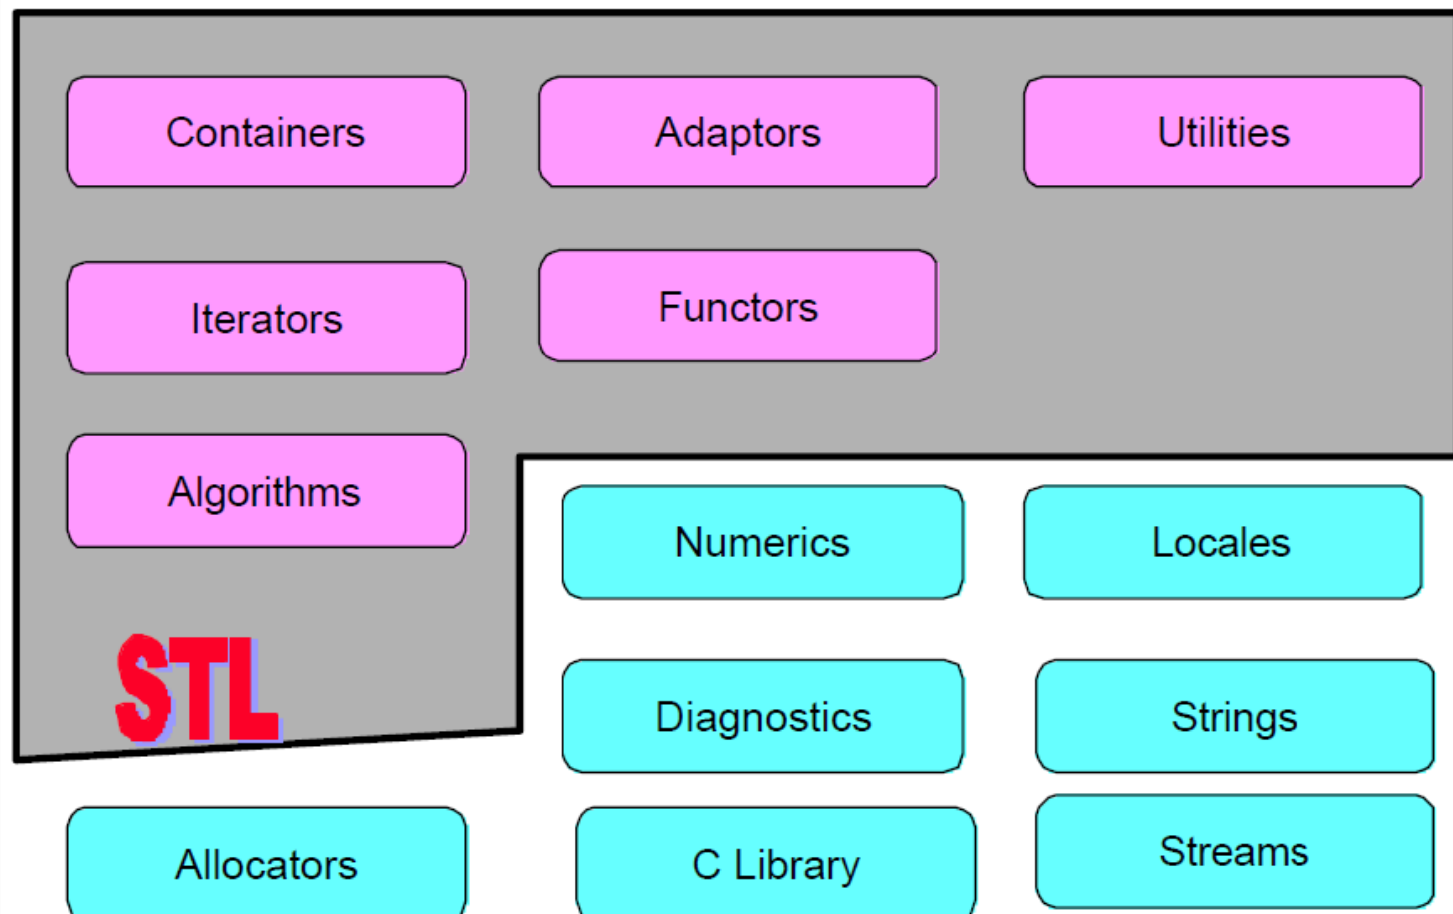 Containers
Adaptors
Utilities
Iterators
Functors
Algorithms
STL
Numerics
Locales
Diagnostics
Strings
Allocators
C Library
Streams